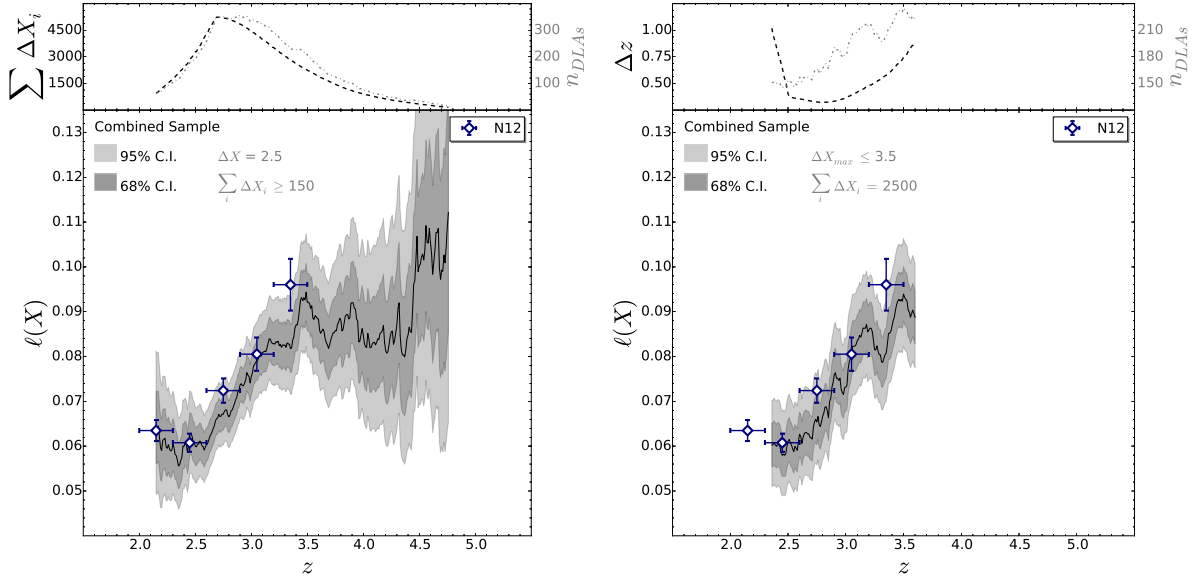 ∑ ΔX_i
4500
3000
1500
300
200
100
n_DLAs
Combined Sample
95% C.I.
68% C.I.
ΔX = 2.5
∑_i ΔX_i ≥ 150
N12
ℓ(X)
0.13
0.12
0.11
0.10
0.09
0.08
0.07
0.06
0.05
2.0 2.5 3.0 3.5 4.0 4.5 5.0
z
Δz
1.00
0.75
0.50
210
180
150
n_DLAs
Combined Sample
95% C.I.
68% C.I.
ΔX_max ≤ 3.5
∑_i ΔX_i = 2500
N12
ℓ(X)
0.13
0.12
0.11
0.10
0.09
0.08
0.07
0.06
0.05
2.0 2.5 3.0 3.5 4.0 4.5 5.0
z